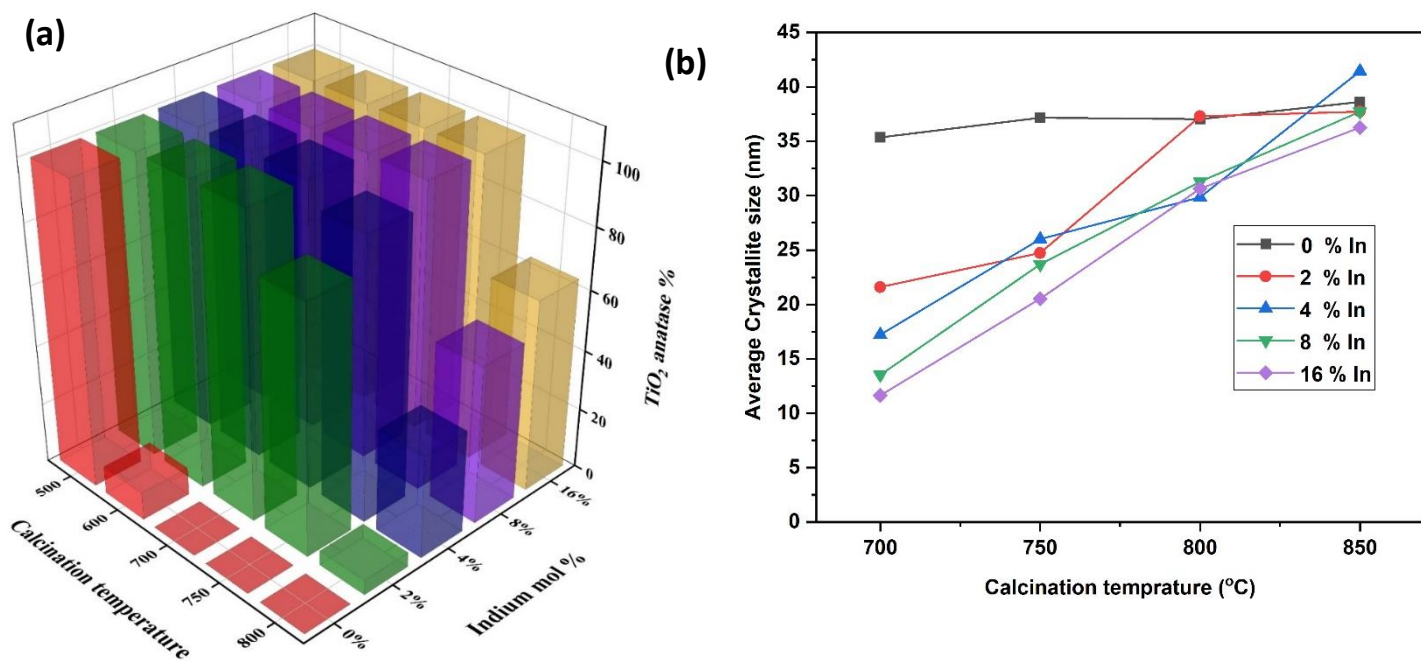 (a)
100
80
60
40
20
0
TiO2 anatase %
500
600
700
750
800
Calcination temperature
0%
2%
4%
8%
16%
Indium mol %
(b)
45
40
35
30
25
20
15
10
5
0
Average Crystallite size (nm)
700
750
800
850
Calcination temprature (oC)
0 % In
2 % In
4 % In
8 % In
16 % In